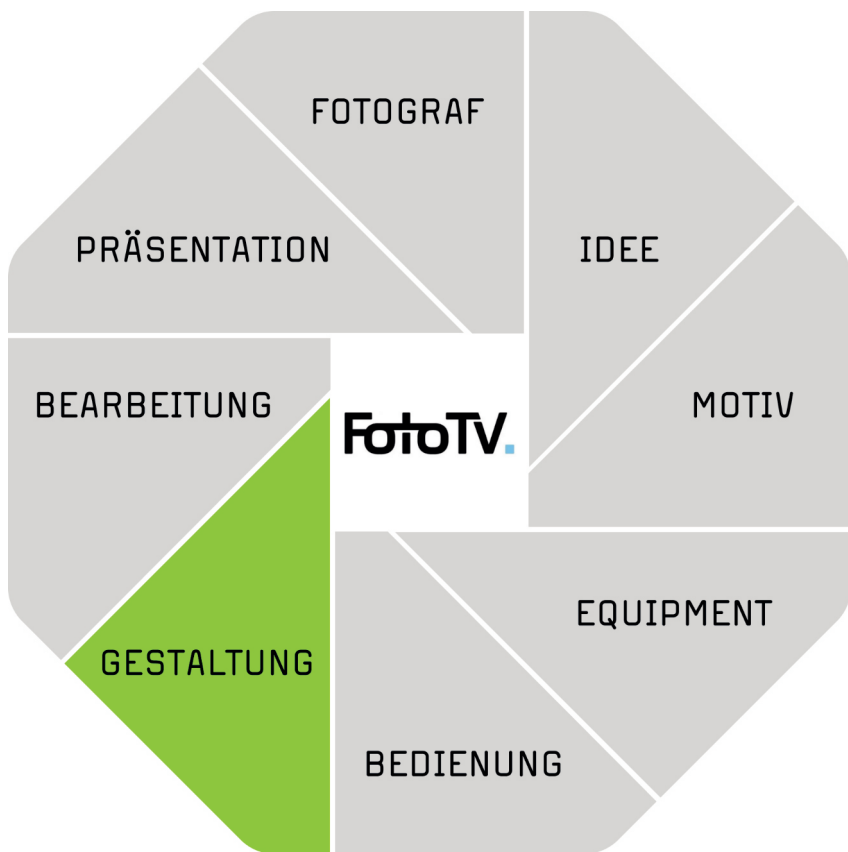 FOTOGRAF
PRÄSENTATION
IDEE
BEARBEITUNG
FotoTV.
MOTIV
EQUIPMENT
GESTALTUNG
BEDIENUNG